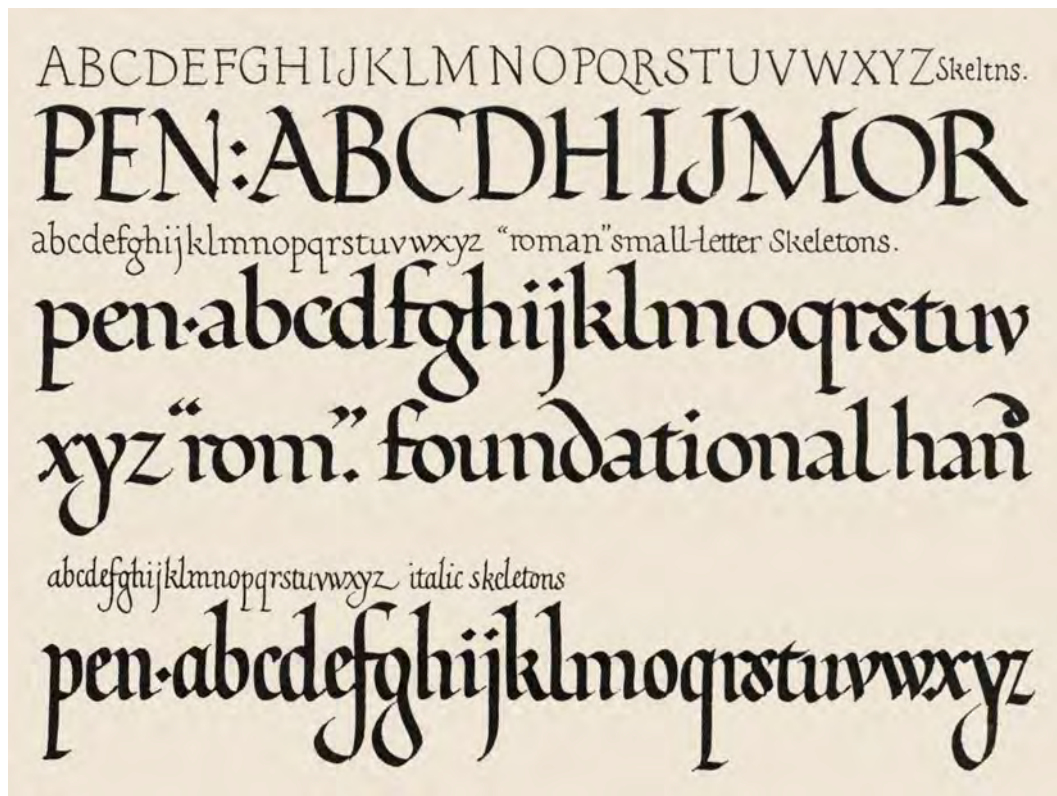 ABCDEFGHIJKLMNOPQRSTUVWXYZ Skeltns.
PEN:ABCDHIJMOR
abcdefghijklmnopqrstuvwxyz “roman” small-letter Skeletons.
pen·abcdfghijklmoqrstuv
xyz “rom”. foundational hand
abcdefghijklmnopqrstuvwxyz italic skeletons
pen·abcdefghijklmoqrstuvwxyz